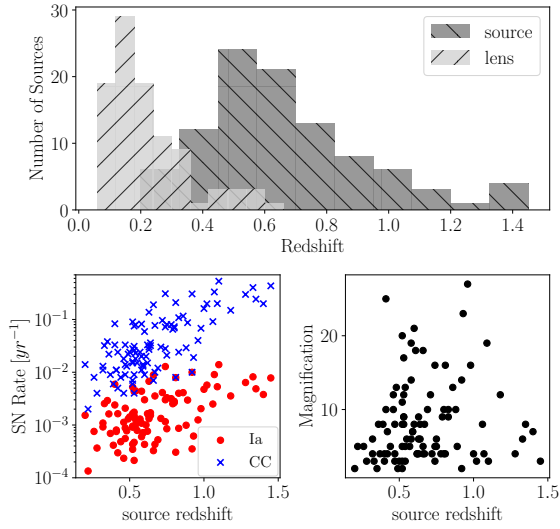 Number of Sources
30
20
10
0
source
lens
0.0 0.2 0.4 0.6 0.8 1.0 1.2 1.4
Redshift
SN Rate [yr⁻¹]
10⁻¹
10⁻²
10⁻³
10⁻⁴
Ia
CC
0.5 1.0 1.5
source redshift
Magnification
20
10
0.5 1.0 1.5
source redshift